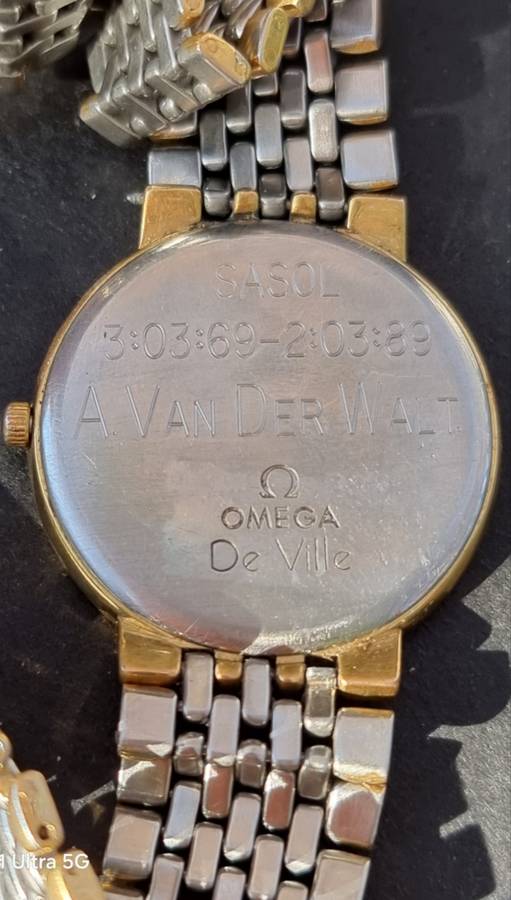 SASOL
3:03:69-2:03:89
A. VAN DER WALT.
Ω
OMEGA
De Ville
Ultra 5G